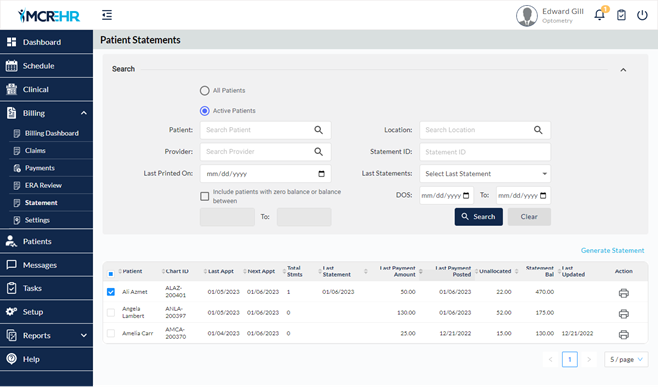 MCREHR
Edward Gill
Optometry
1
Dashboard
Schedule
Clinical
Billing
Billing Dashboard
Claims
Payments
ERA Review
Statement
Settings
Patients
Messages
Tasks
Setup
Reports
Help
Patient Statements
Search
All Patients
Active Patients
Patient: Search Patient
Location: Search Location
Provider: Search Provider
Statement ID: Statement ID
Last Printed On: mm/dd/yyyy
Last Statements: Select Last Statement
Include patients with zero balance or balance
between
DOS: mm/dd/yyyy To: mm/dd/yyyy
To:
Search Clear
Generate Statement
Patient Chart ID Last Appt Next Appt Total Stmts Last Statement Last Payment Amount Last Payment Posted Unallocated Statement Bal Last Updated Action
Ali Azmet ALAZ-200401 01/05/2023 01/06/2023 1 01/06/2023 50.00 01/06/2023 22.00 470.00
Angela Lambert ANLA-200397 01/05/2023 01/06/2023 0 130.00 01/06/2023 52.00 175.00
Amelia Carr AMCA-200370 01/04/2023 01/06/2023 0 25.00 12/21/2022 15.00 130.00 12/21/2022
< 1 > 5 / page